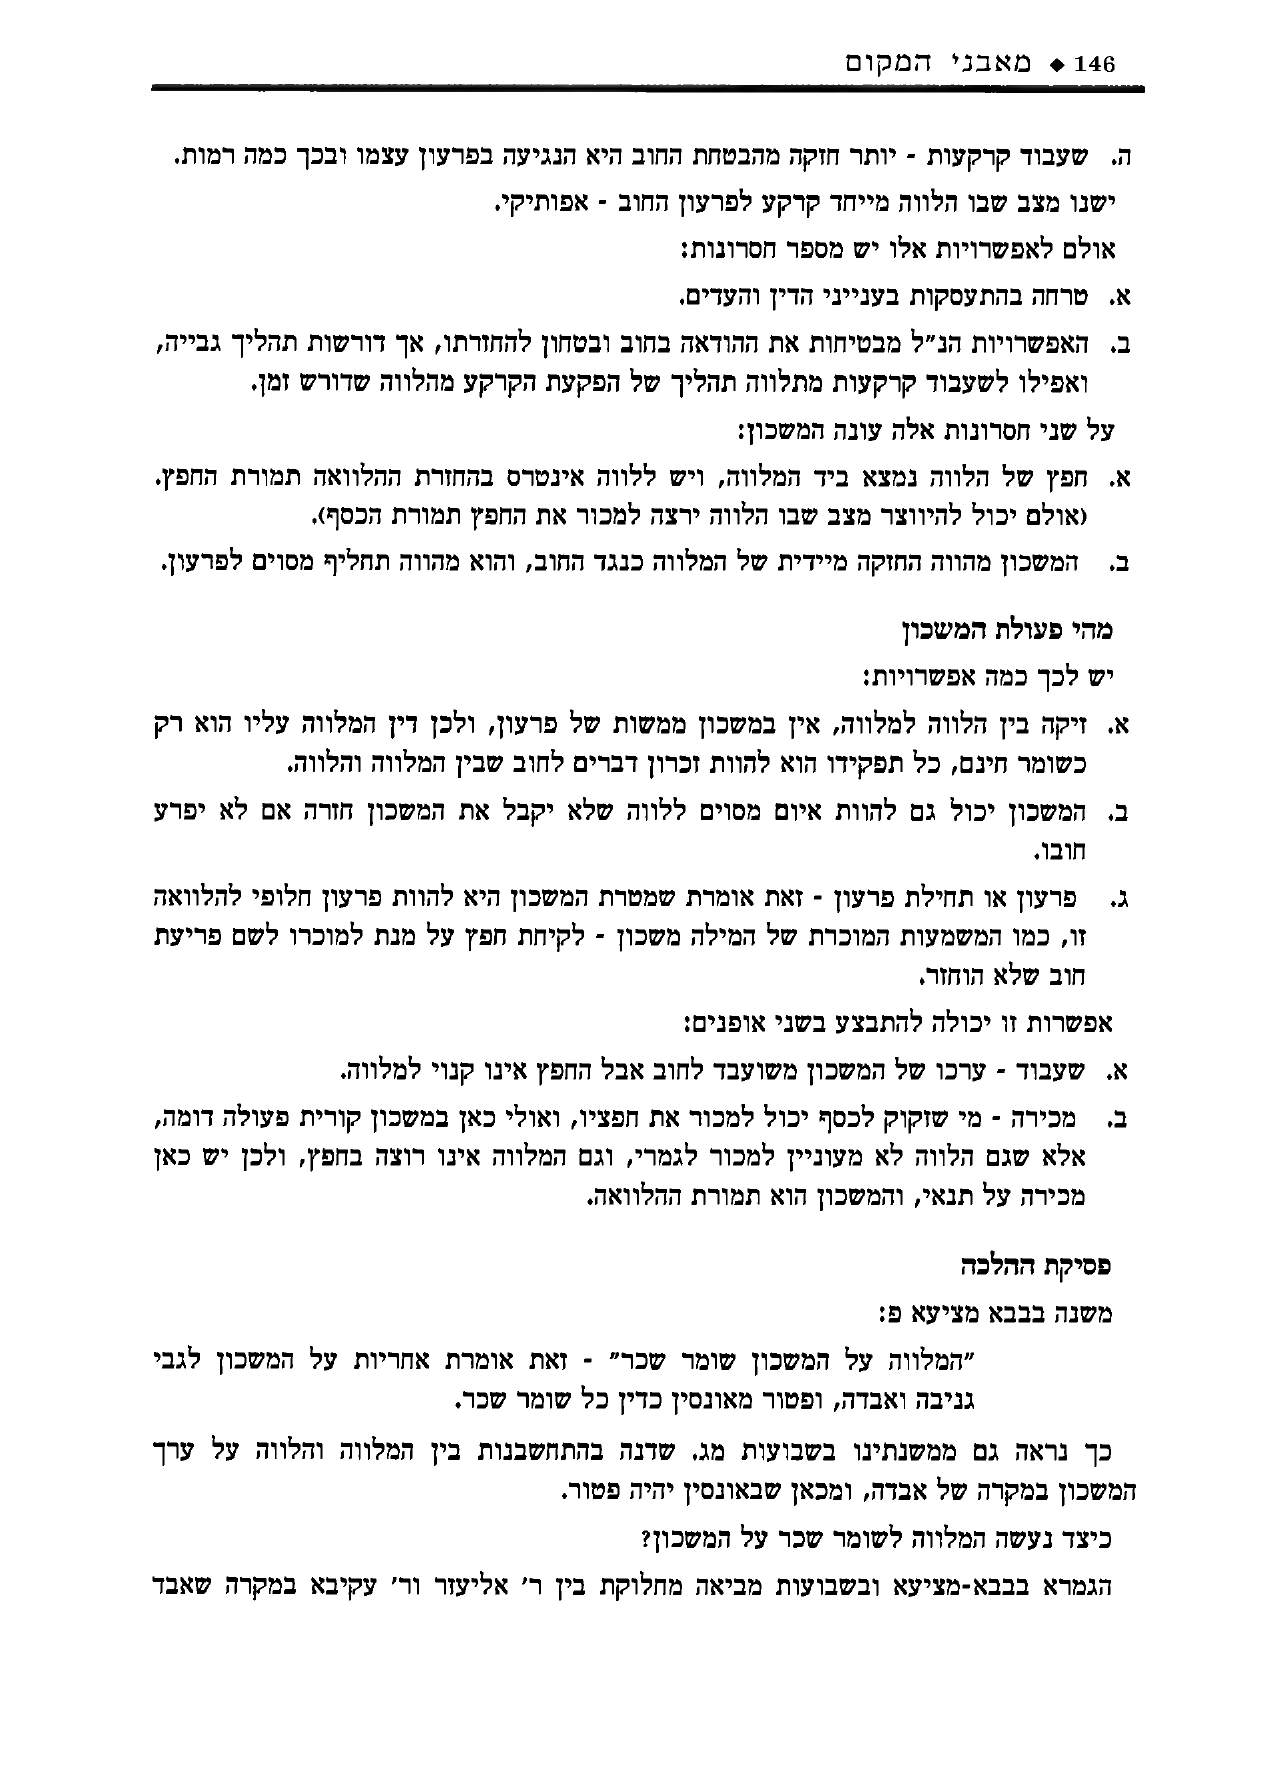 146 ◆ מאבני המקום
ה. שעבוד קרקעות - יותר חזקה מהבטחת החוב היא הנגיעה בפרעון עצמו ובכך כמה רמות.
ישנו מצב שבו הלווה מייחד קרקע לפרעון החוב - אפותיקי.
אולם לאפשרויות אלו יש מספר חסרונות:
א. טרחה בהתעסקות בענייני הדין והעדים.
ב. האפשרויות הנ״ל מבטיחות את ההודאה בחוב ובטחון להחזרתו, אך דורשות תהליך גבייה,
ואפילו לשעבוד קרקעות מתלווה תהליך של הפקעת הקרקע מהלווה שדורש זמן.
על שני חסרונות אלה עונה המשכון:
א. חפץ של הלווה נמצא ביד המלווה, ויש ללווה אינטרס בהחזרת ההלוואה תמורת החפץ.
(אולם יכול להיווצר מצב שבו הלווה ירצה למכור את החפץ תמורת הכסף).
ב. המשכון מהווה החזקה מיידית של המלווה כנגד החוב, והוא מהווה תחליף מסוים לפרעון.
מהי פעולת המשכון
יש לכך כמה אפשרויות:
א. זיקה בין הלווה למלווה, אין במשכון ממשות של פרעון, ולכן דין המלווה עליו הוא רק
כשומר חינם, כל תפקידו הוא להוות זכרון דברים לחוב שבין המלווה והלווה.
ב. המשכון יכול גם להוות איום מסוים ללווה שלא יקבל את המשכון חזרה אם לא יפרע
חובו.
ג. פרעון או תחילת פרעון - זאת אומרת שמטרת המשכון היא להוות פרעון חלופי להלוואה
זו, כמו המשמעות המוכרת של המילה משכון - לקיחת חפץ על מנת למוכרו לשם פריעת
חוב שלא הוחזר.
אפשרות זו יכולה להתבצע בשני אופנים:
א. שעבוד - ערכו של המשכון משועבד לחוב אבל החפץ אינו קנוי למלווה.
ב. מכירה - מי שזקוק לכסף יכול למכור את חפציו, ואולי כאן במשכון קורית פעולה דומה,
אלא שגם הלווה לא מעוניין למכור לגמרי, וגם המלווה אינו רוצה בחפץ, ולכן יש כאן
מכירה על תנאי, והמשכון הוא תמורת ההלוואה.
פסיקת ההלכה
משנה בבבא מציעא פ:
״המלווה על המשכון שומר שכר״ - זאת אומרת אחריות על המשכון לגבי
גניבה ואבדה, ופטור מאונסין כדין כל שומר שכר.
כך נראה גם ממשנתינו בשבועות מג. שדנה בהתחשבנות בין המלווה והלווה על ערך
המשכון במקרה של אבדה, ומכאן שבאונסין יהיה פטור.
כיצד נעשה המלווה לשומר שכר על המשכון?
הגמרא בבבא-מציעא ובשבועות מביאה מחלוקת בין ר׳ אליעזר ור׳ עקיבא במקרה שאבד